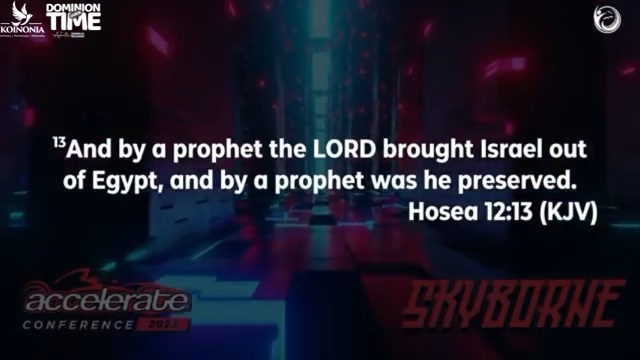 KOINONIA
DOMINION
TIME
¹³And by a prophet the LORD brought Israel out
of Egypt, and by a prophet was he preserved.
Hosea 12:13 (KJV)
accelerate
CONFERENCE
SKYBORNE